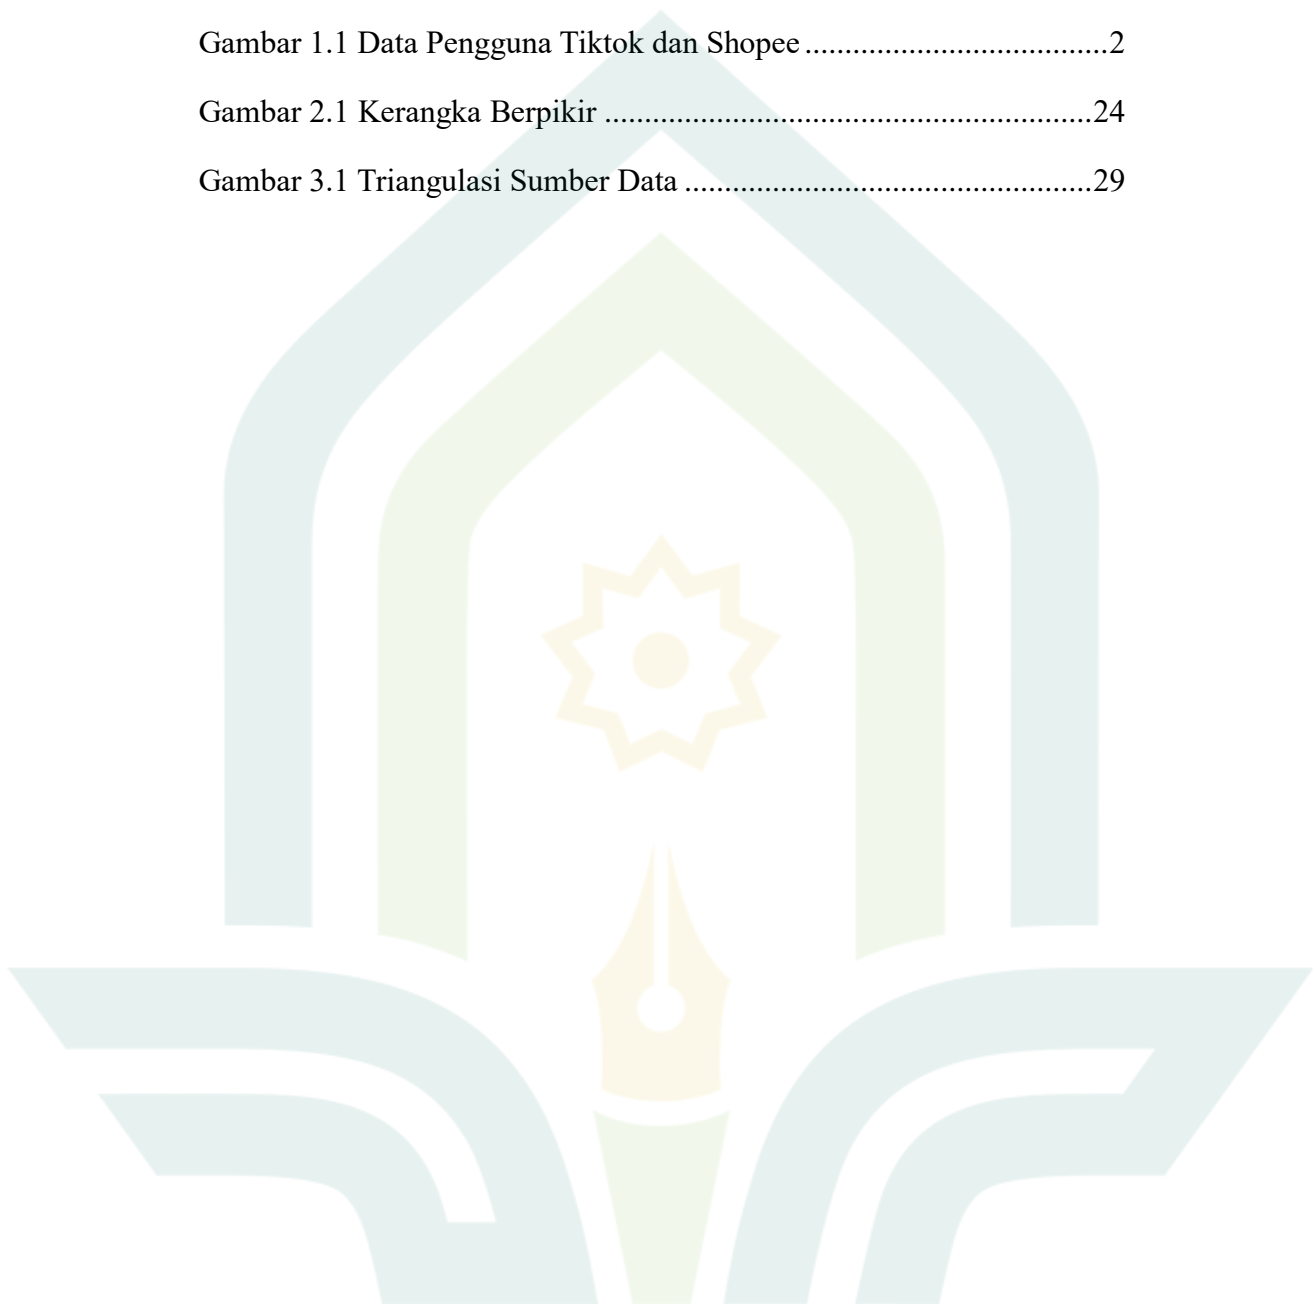 Gambar 1.1 Data Pengguna Tiktok dan Shopee......................................2
Gambar 2.1 Kerangka Berpikir .............................................................24
Gambar 3.1 Triangulasi Sumber Data ...................................................29